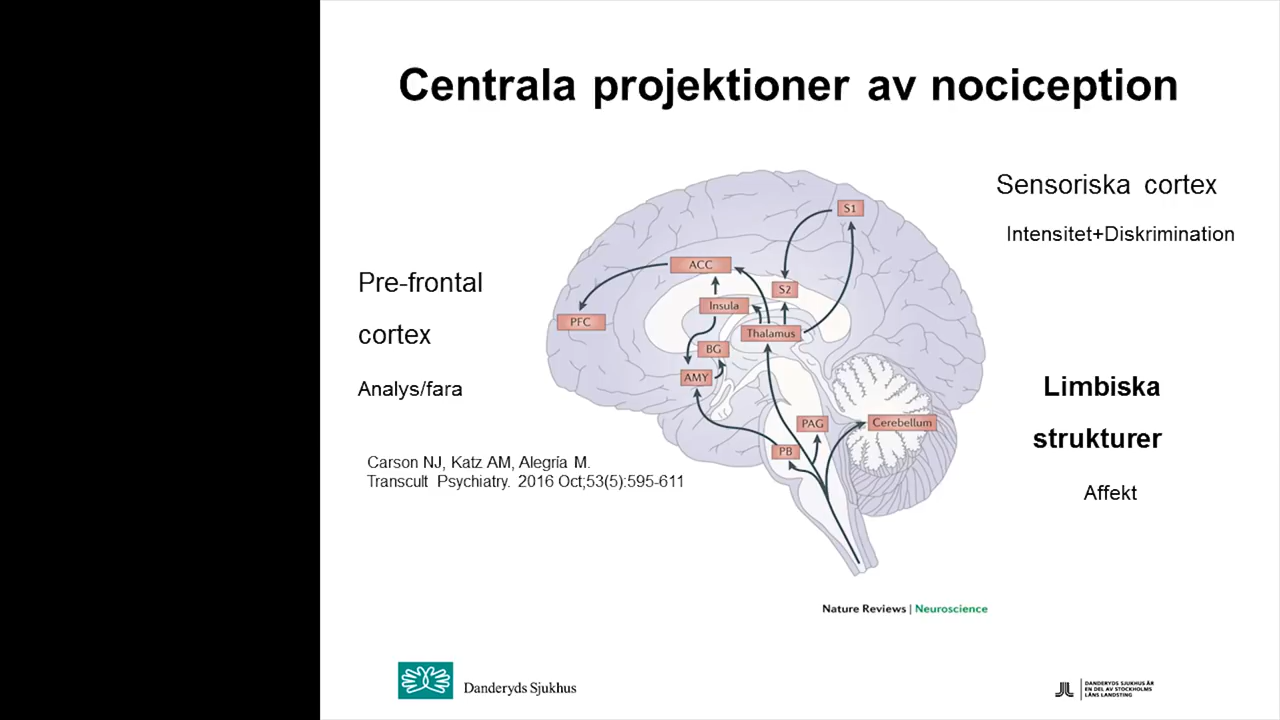 Centrala projektioner av nociception
Sensoriska cortex
Intensitet+Diskrimination
Pre-frontal
cortex
Analys/fara
S1
ACC
S2
Insula
PFC
Thalamus
BG
AMY
PAG
Cerebellum
PB
Limbiska
strukturer
Affekt
Carson NJ, Katz AM, Alegría M.
Transcult Psychiatry. 2016 Oct;53(5):595-611
Nature Reviews | Neuroscience
Danderyds Sjukhus
DANDERYDS SJUKHUS ÄR
EN DEL AV STOCKHOLMS
LÄNS LANDSTING